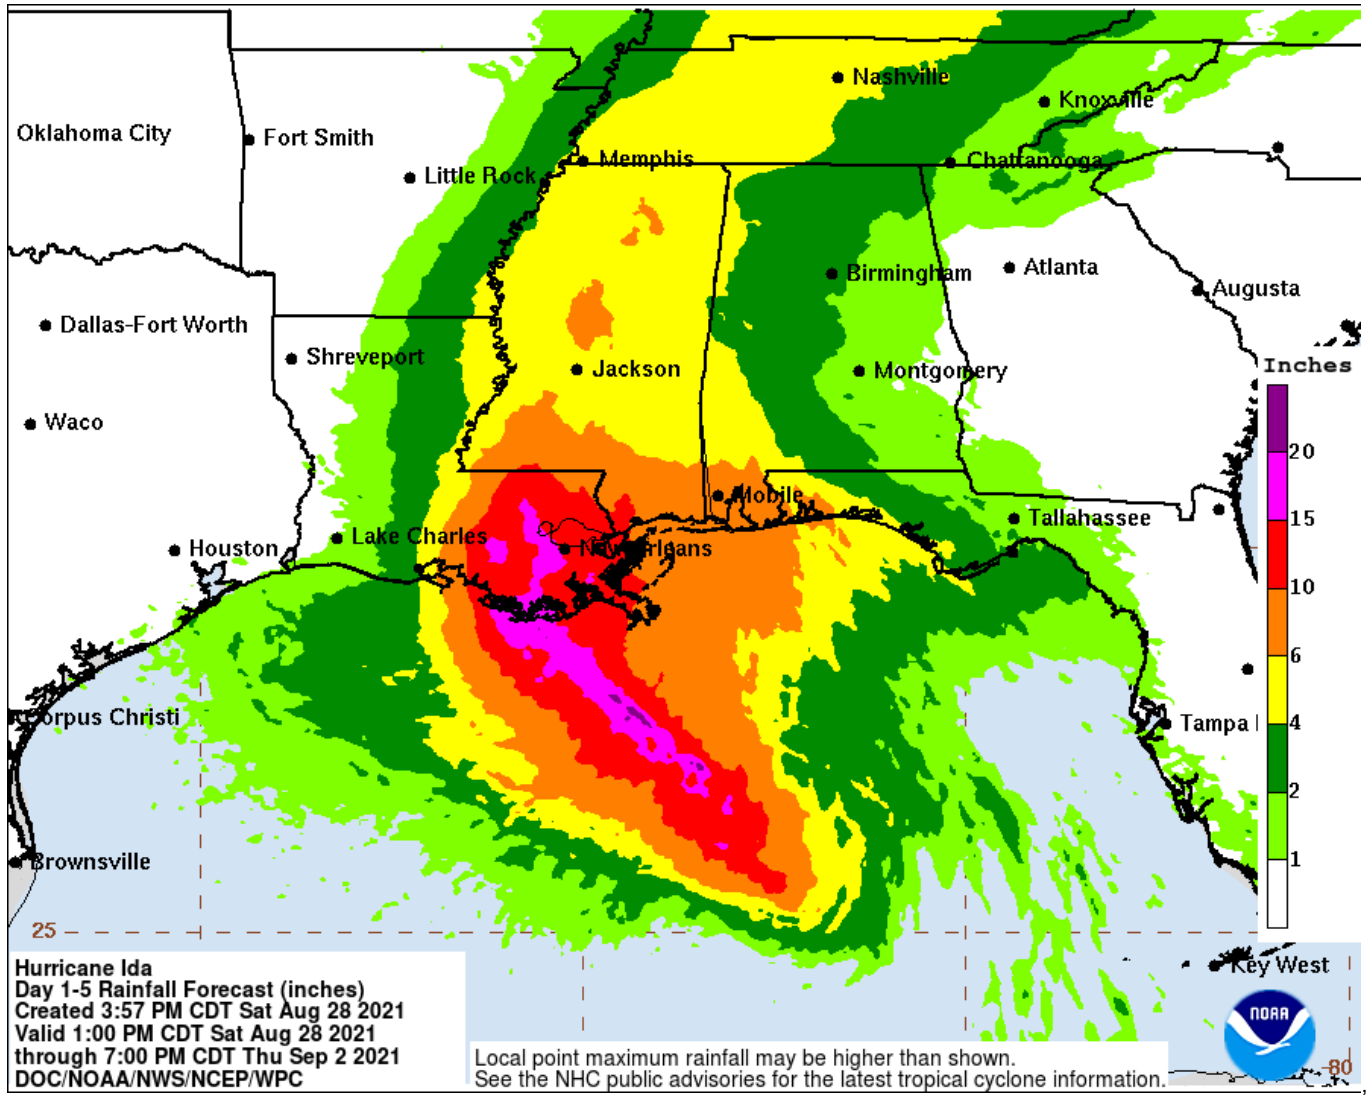 Nashville
Knoxville
Oklahoma City
Fort Smith
Memphis
Chattanooga
Little Rock
Birmingham
Atlanta
Augusta
Dallas-Fort Worth
Shreveport
Jackson
Montgomery
Inches
Waco
20
Mobile
15
Lake Charles
Tallahassee
Houston
New Orleans
10
6
Corpus Christi
Tampa
4
2
1
Brownsville
25
Key West
Hurricane Ida
Day 1-5 Rainfall Forecast (inches)
Created 3:57 PM CDT Sat Aug 28 2021
Valid 1:00 PM CDT Sat Aug 28 2021
through 7:00 PM CDT Thu Sep 2 2021
DOC/NOAA/NWS/NCEP/WPC
Local point maximum rainfall may be higher than shown.
See the NHC public advisories for the latest tropical cyclone information.
NOAA
-80